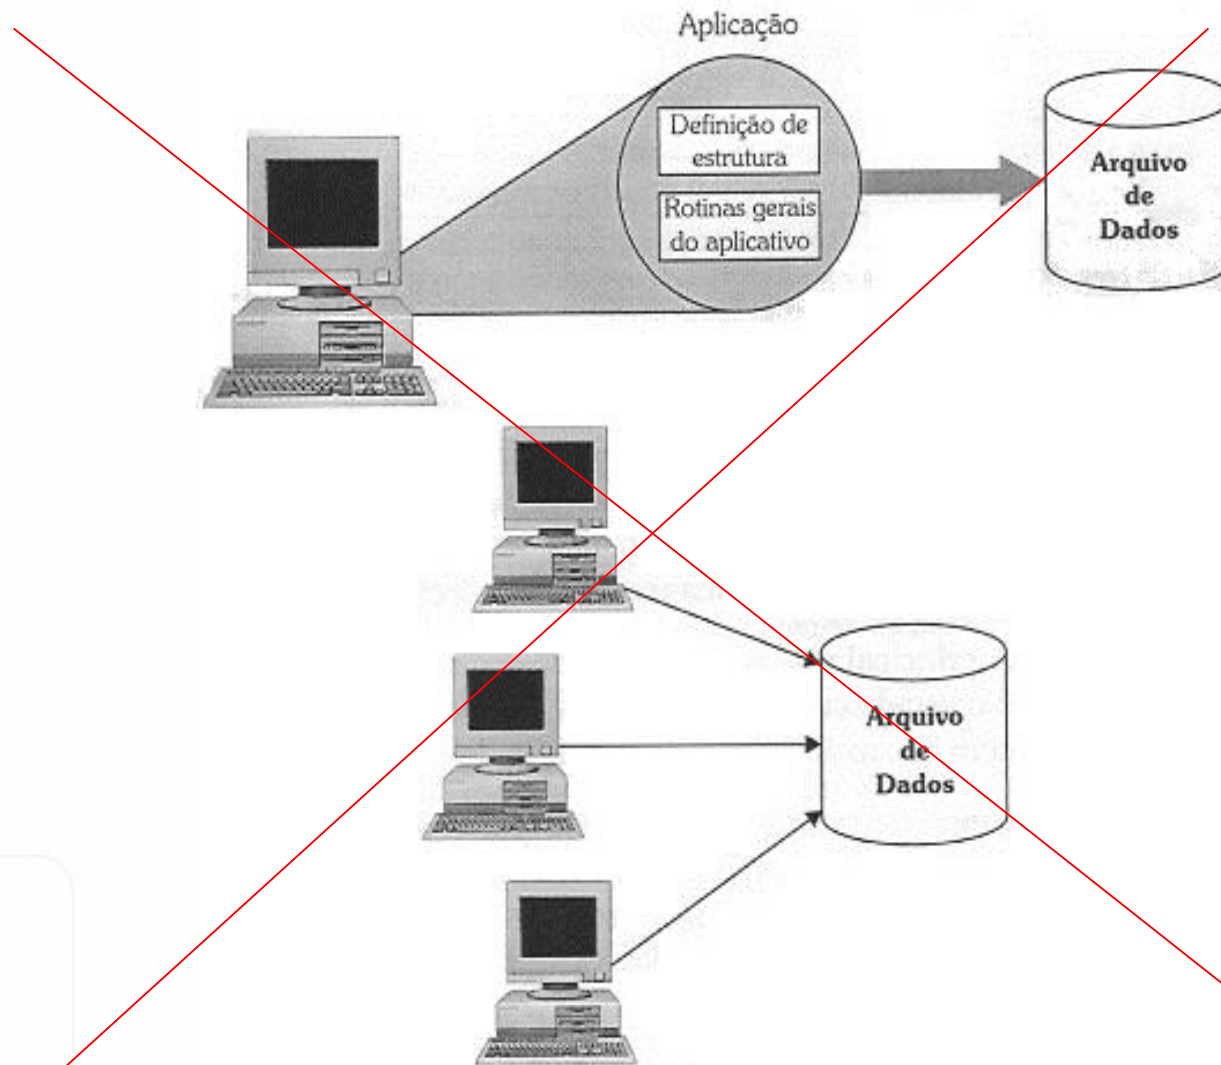 Aplicação
Definição de
estrutura
Rotinas gerais
do aplicativo
Arquivo
de
Dados
Arquivo
de
Dados